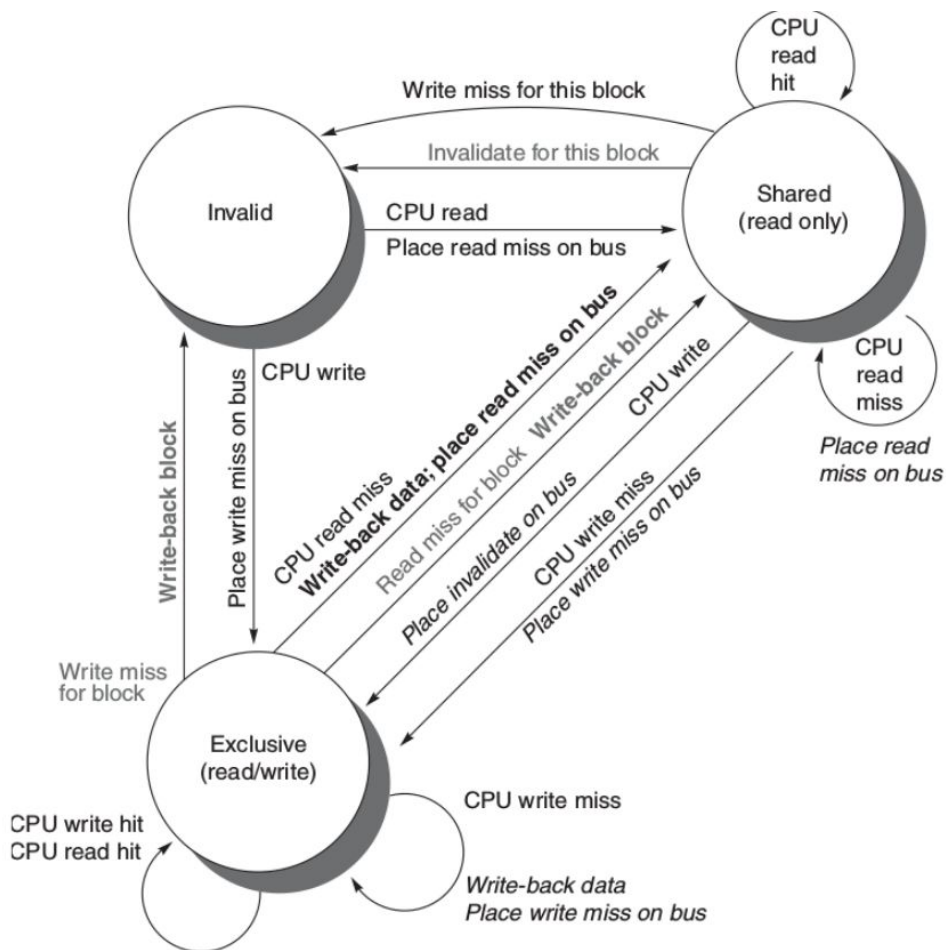 CPU
read
hit
Write miss for this block
Invalidate for this block
Invalid
Shared
(read only)
CPU read
Place read miss on bus
CPU write
Place write miss on bus
Write-back block
CPU read miss
Write-back data; place read miss on bus
Read miss for block Write-back block
CPU write
Place invalidate on bus
CPU write miss
Place write miss on bus
CPU
read
miss
Place read
miss on bus
Write miss
for block
Exclusive
(read/write)
CPU write hit
CPU read hit
CPU write miss
Write-back data
Place write miss on bus